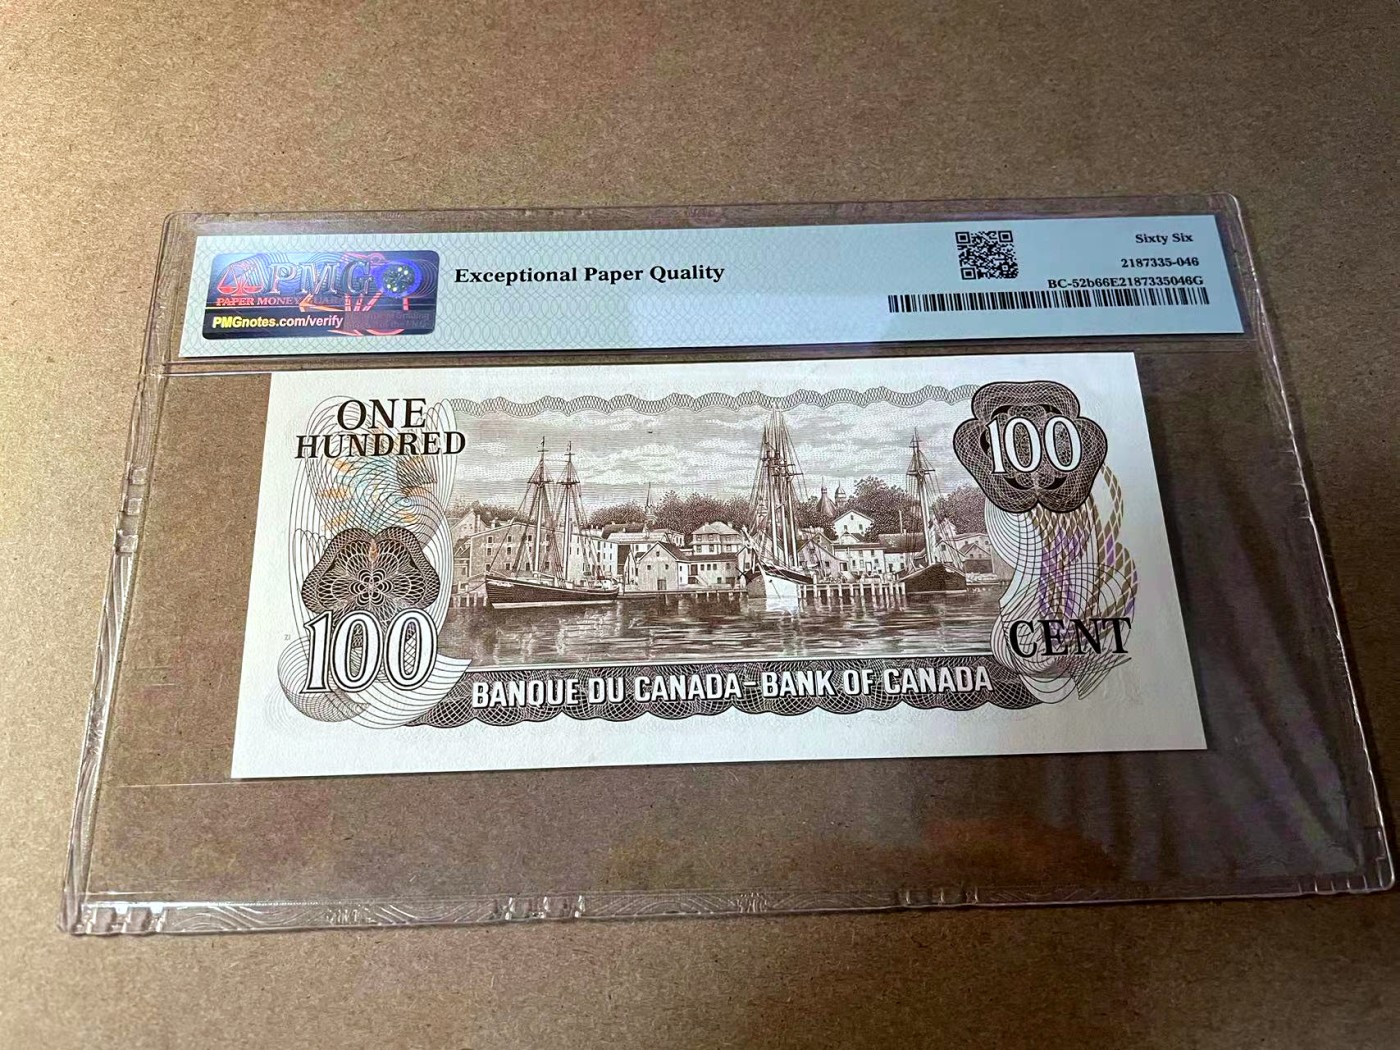 PMG
PAPER MONEY GUARANTY
PMGnotes.com/verify
Exceptional Paper Quality
Sixty Six
2187335-046
BC-52b66E2187335046G
ONE
HUNDRED
100
100
CENT
BANQUE DU CANADA-BANK OF CANADA